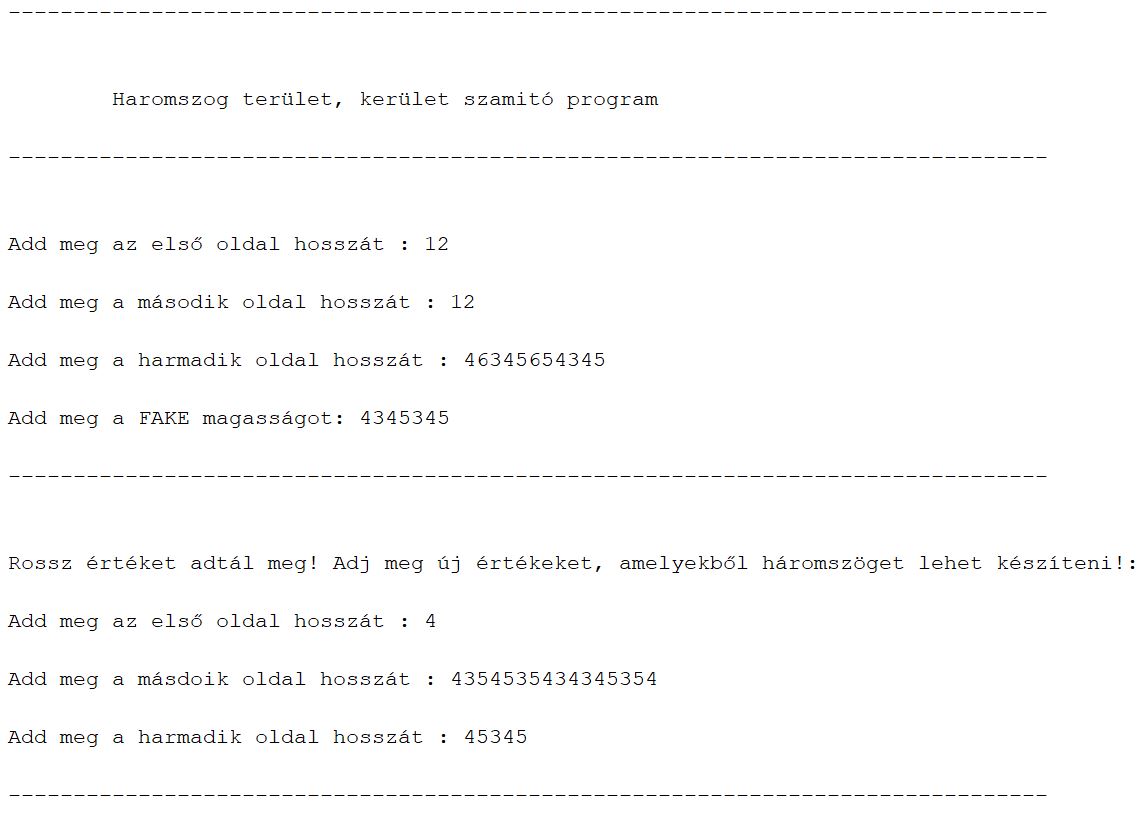 --------------------------------------------------------------------------------
Haromszog terület, kerület szamitó program
--------------------------------------------------------------------------------
Add meg az első oldal hosszát : 12
Add meg a második oldal hosszát : 12
Add meg a harmadik oldal hosszát : 46345654345
Add meg a FAKE magasságot: 4345345
--------------------------------------------------------------------------------
Rossz értéket adtál meg! Adj meg új értékeket, amelyekből háromszöget lehet készíteni!:
Add meg az első oldal hosszát : 4
Add meg a másdoik oldal hosszát : 4354535434345354
Add meg a harmadik oldal hosszát : 45345
--------------------------------------------------------------------------------